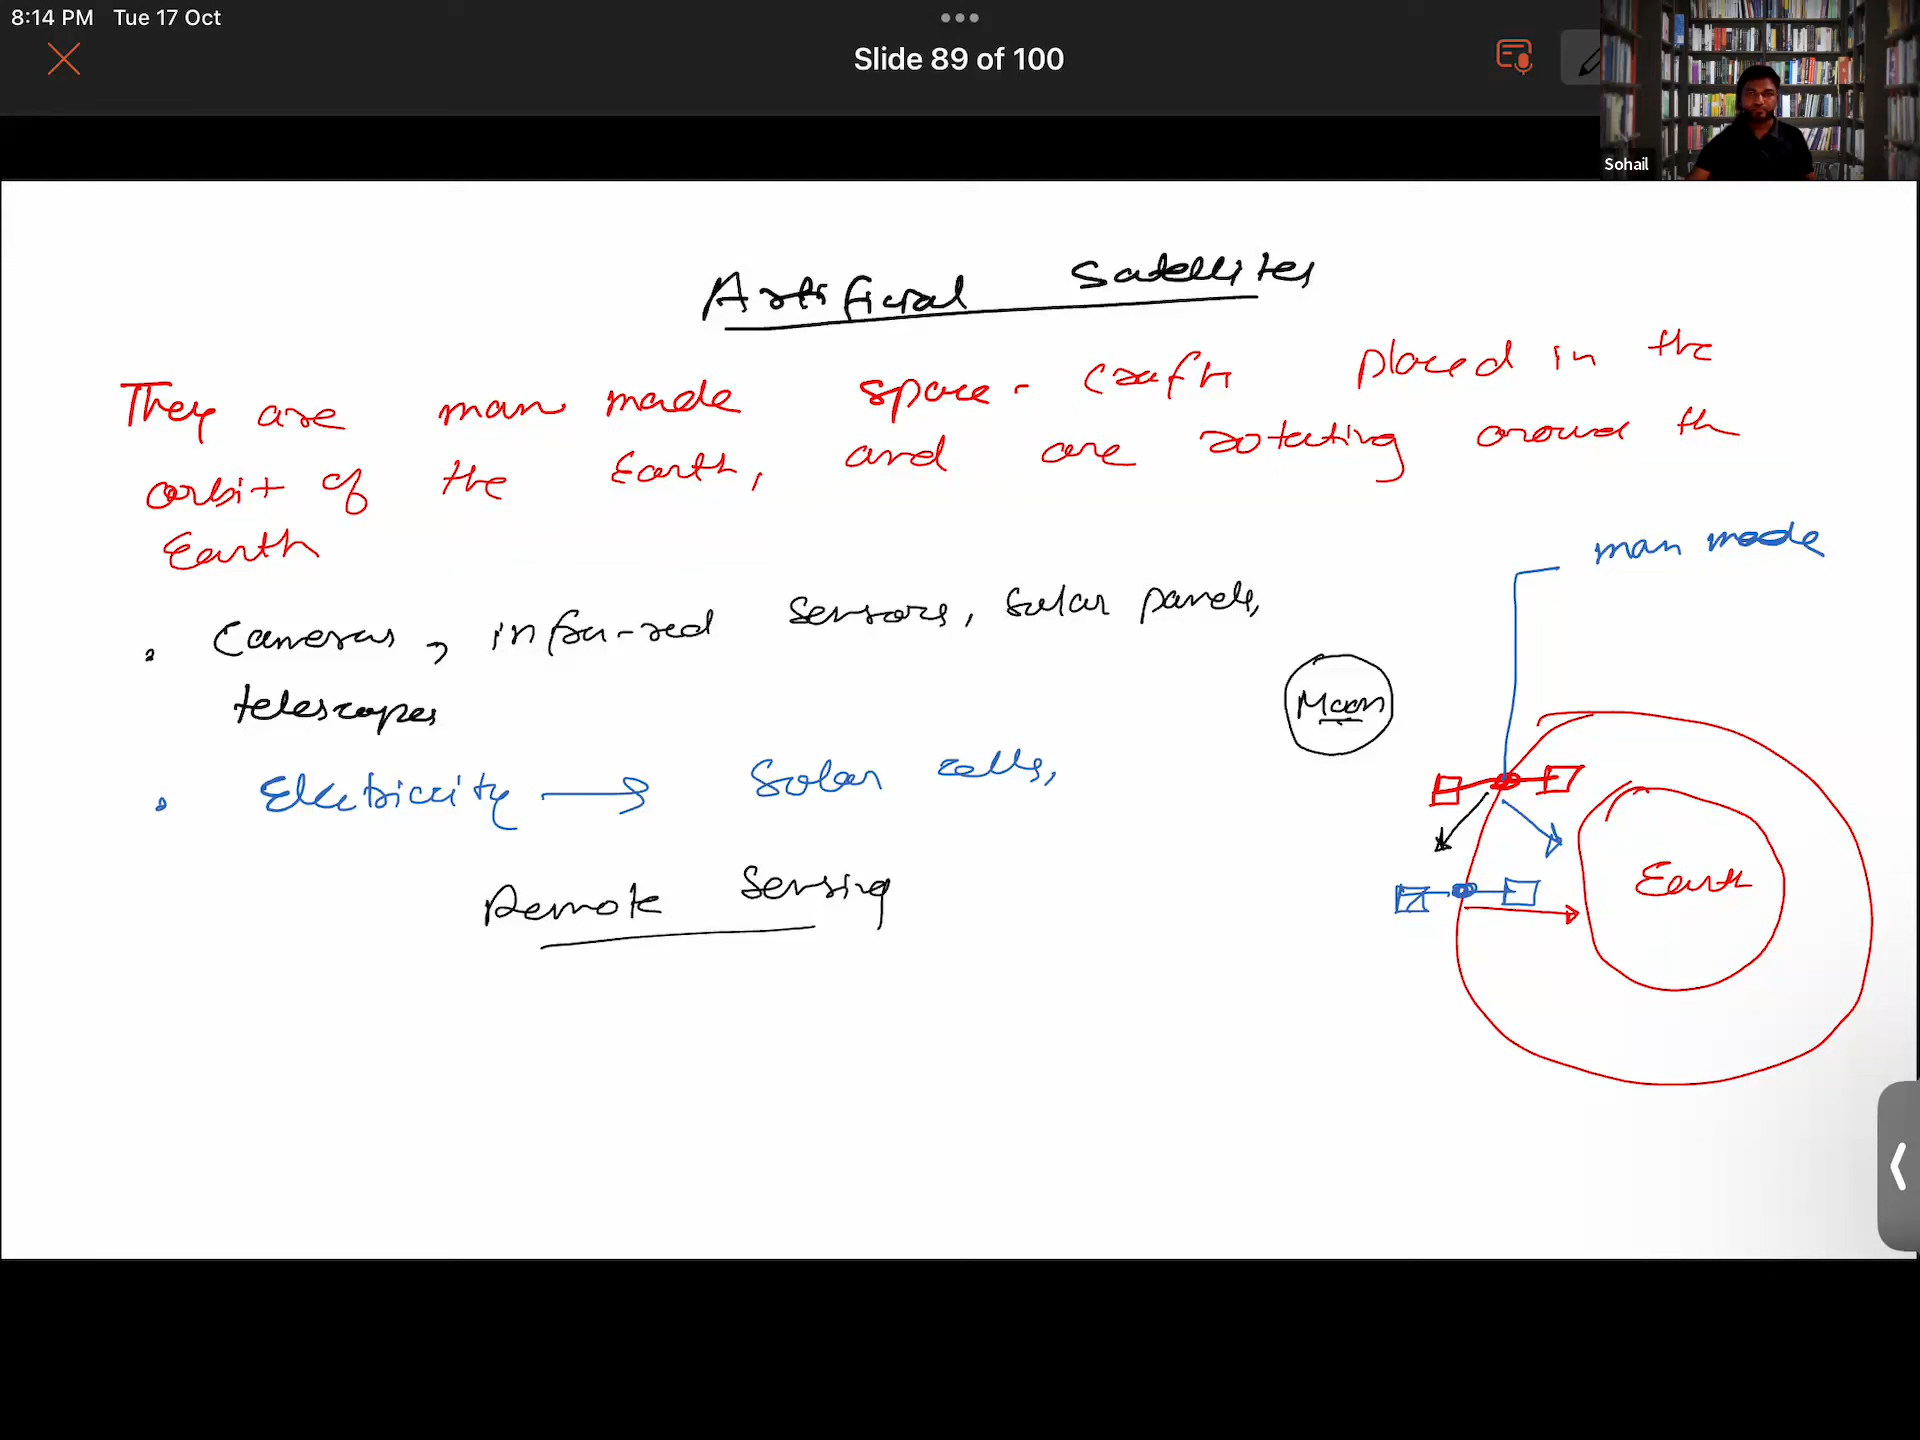 8:14 PM Tue 17 Oct
Slide 89 of 100
Sohail
Artificial Satellites
They are man made space-crafts placed in the
orbit of the Earth, and are rotating around the
Earth
man made
• Cameras, infra-red sensors, solar panels,
telescopes
Moon
• Electricity → Solar cells,
Earth
Remote Sensing